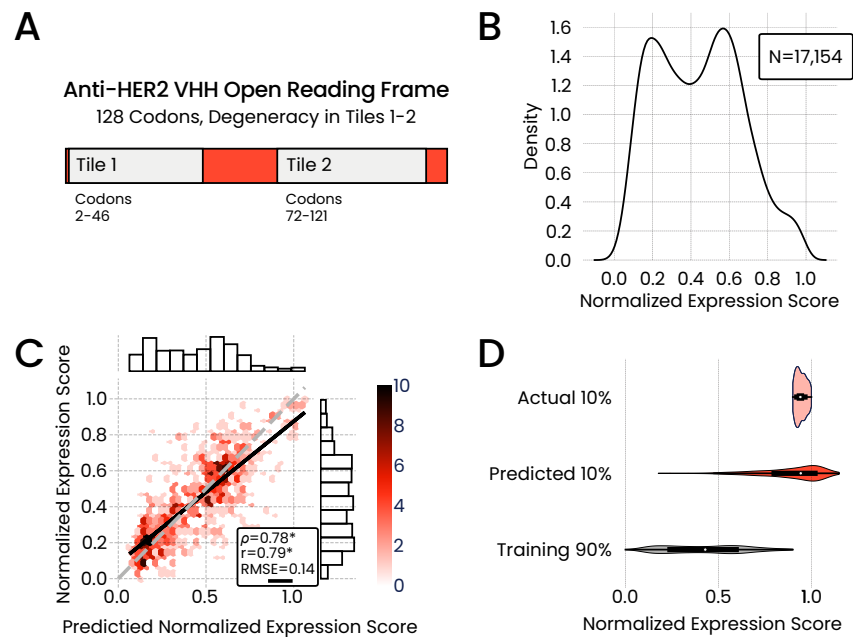 A
Anti-HER2 VHH Open Reading Frame
128 Codons, Degeneracy in Tiles 1-2
Tile 1
Tile 2
Codons
2-46
Codons
72-121
B
Density
1.6
1.4
1.2
1.0
0.8
0.6
0.4
0.2
0.0
N=17,154
0.0 0.2 0.4 0.6 0.8 1.0
Normalized Expression Score
C
Normalized Expression Score
1.0
0.8
0.6
0.4
0.2
0.0
ρ=0.78*
r=0.79*
RMSE=0.14
0.0 0.5 1.0
Predictied Normalized Expression Score
10
8
6
4
2
0
D
Actual 10%
Predicted 10%
Training 90%
0.0 0.5 1.0
Normalized Expression Score